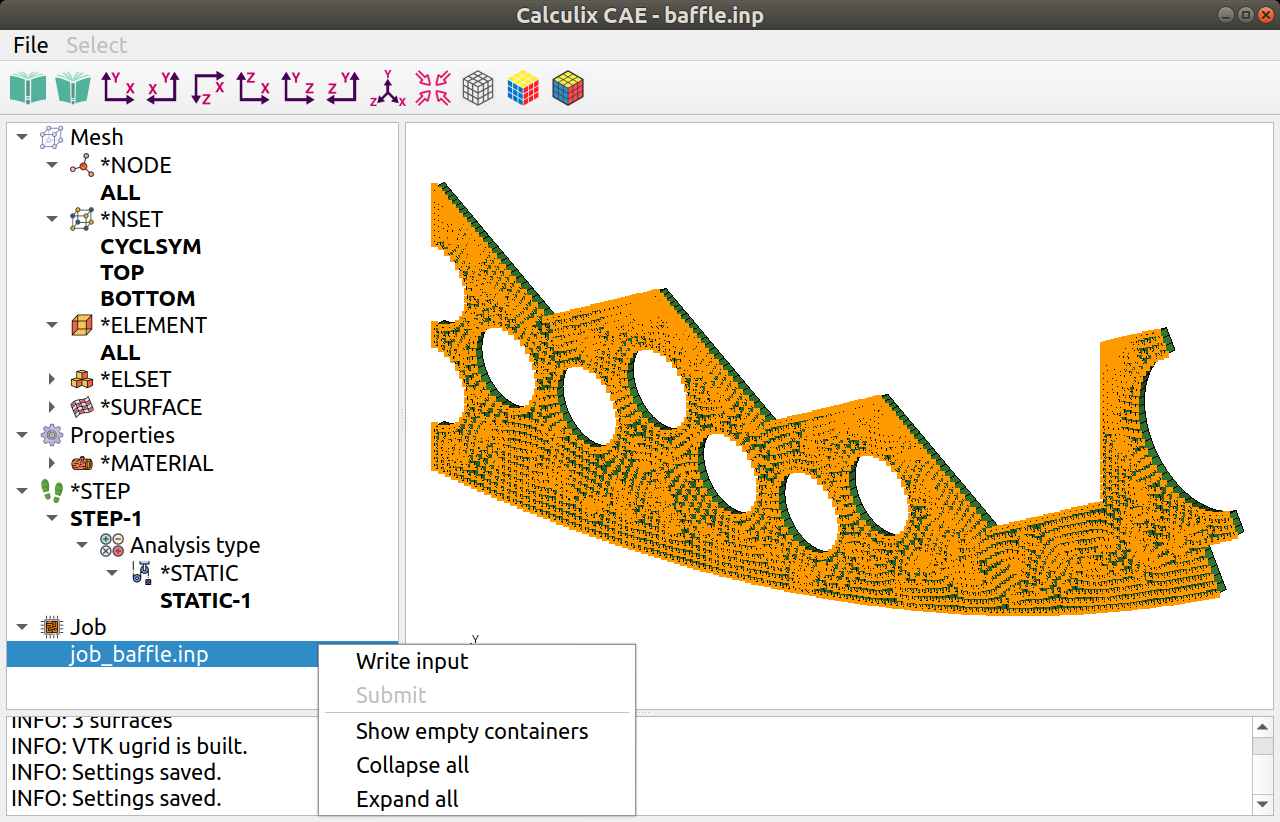 Calculix CAE - baffle.inp
File Select
Y X
X Y
Z X
Z X
Y Z
Z Y
Y Z X
Mesh
*NODE
ALL
*NSET
CYCLSYM
TOP
BOTTOM
*ELEMENT
ALL
*ELSET
*SURFACE
Properties
*MATERIAL
*STEP
STEP-1
Analysis type
*STATIC
STATIC-1
Job
job_baffle.inp
Y
Write input
Submit
Show empty containers
Collapse all
Expand all
INFO: 3 surfaces
INFO: VTK ugrid is built.
INFO: Settings saved.
INFO: Settings saved.